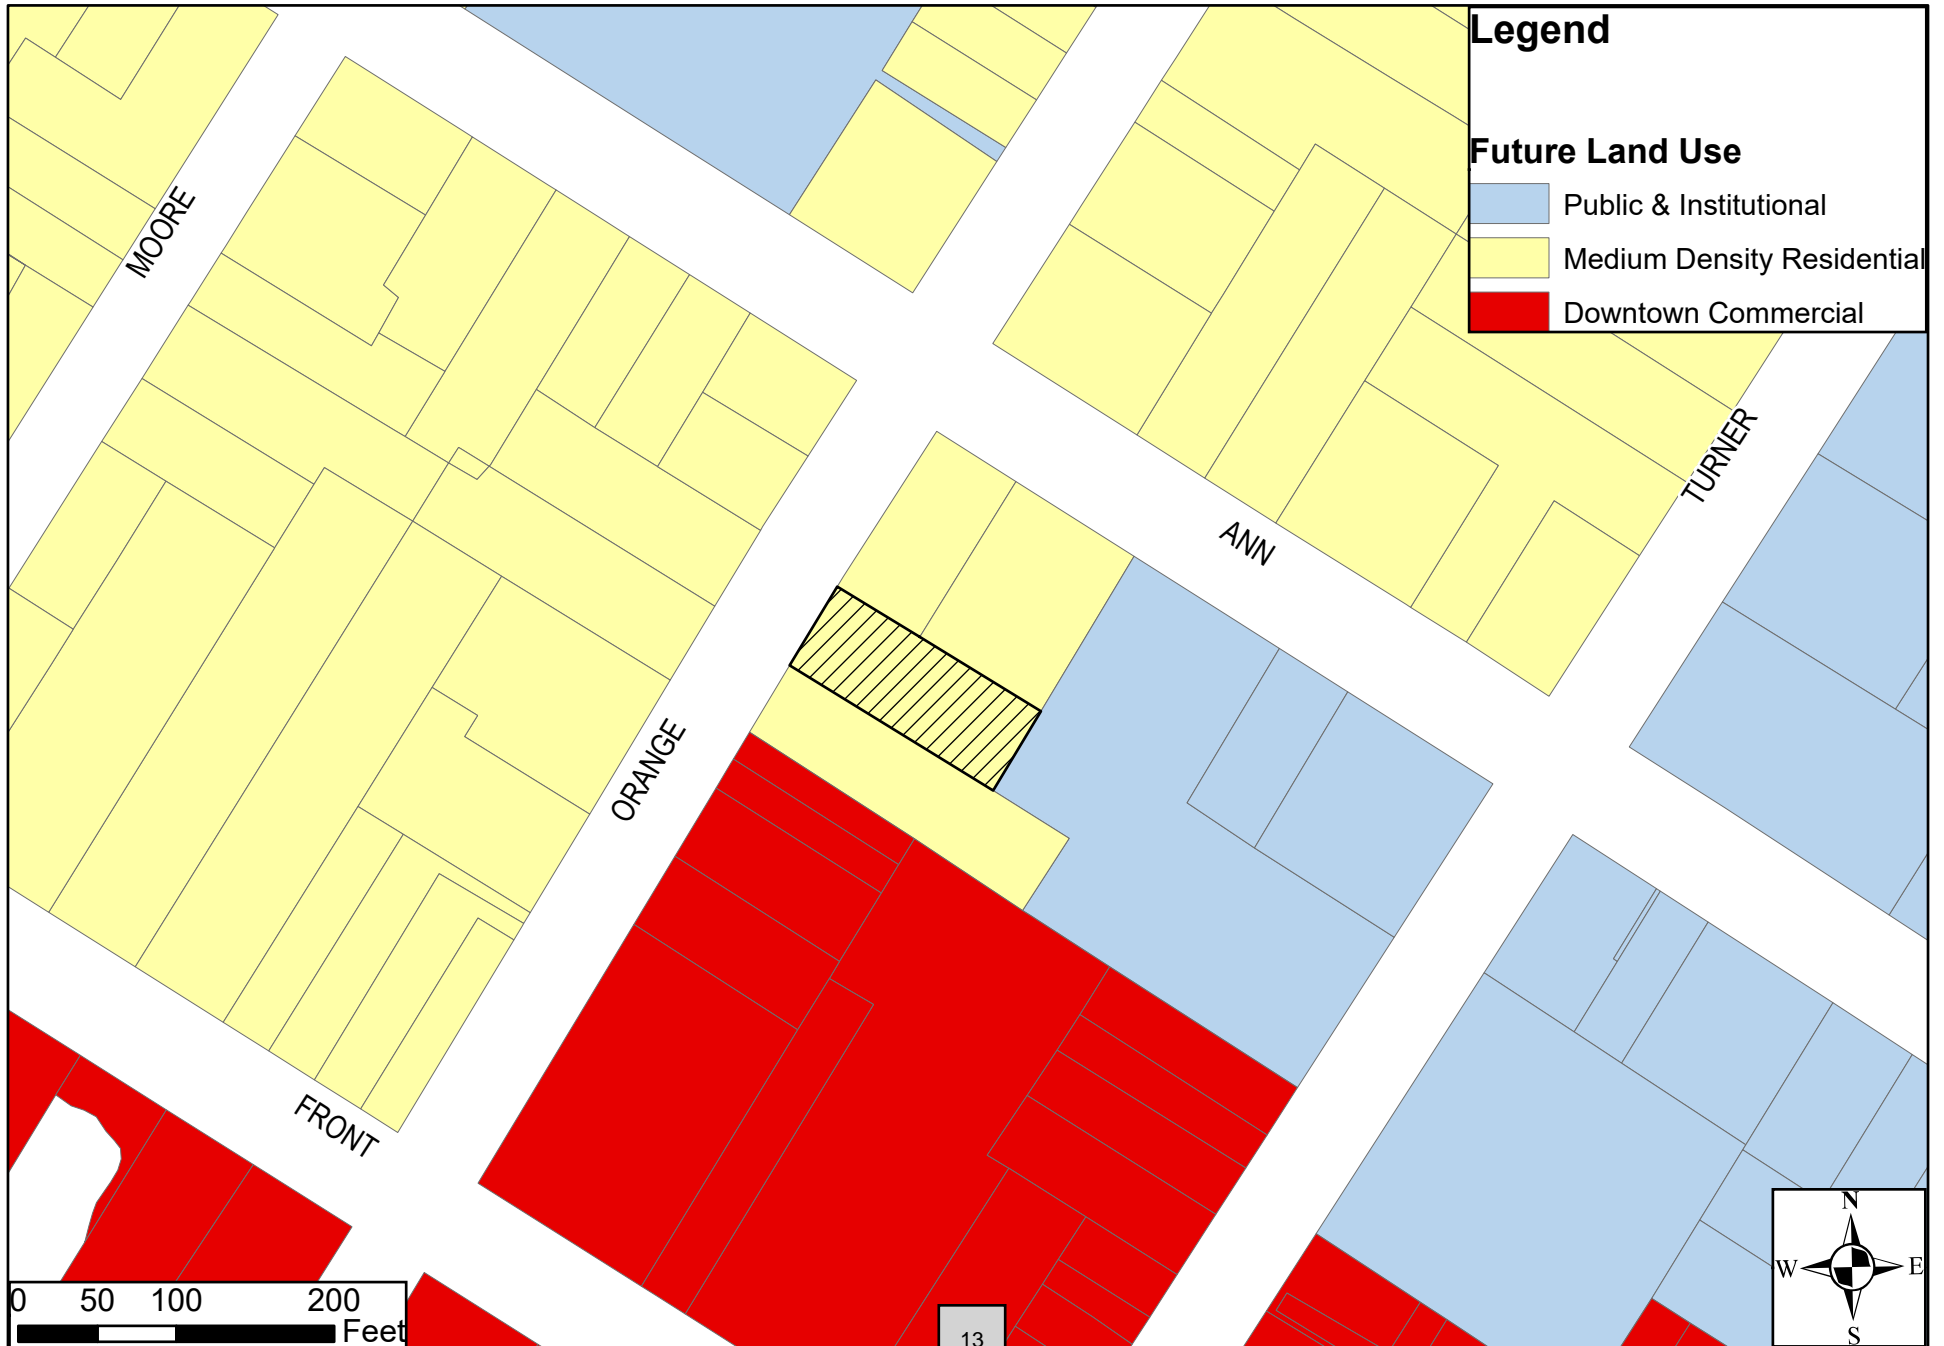 Legend
Future Land Use
Public & Institutional
Medium Density Residential
Downtown Commercial
MOORE
TURNER
ANN
ORANGE
FRONT
N
W E
S
0 50 100 200
Feet
13